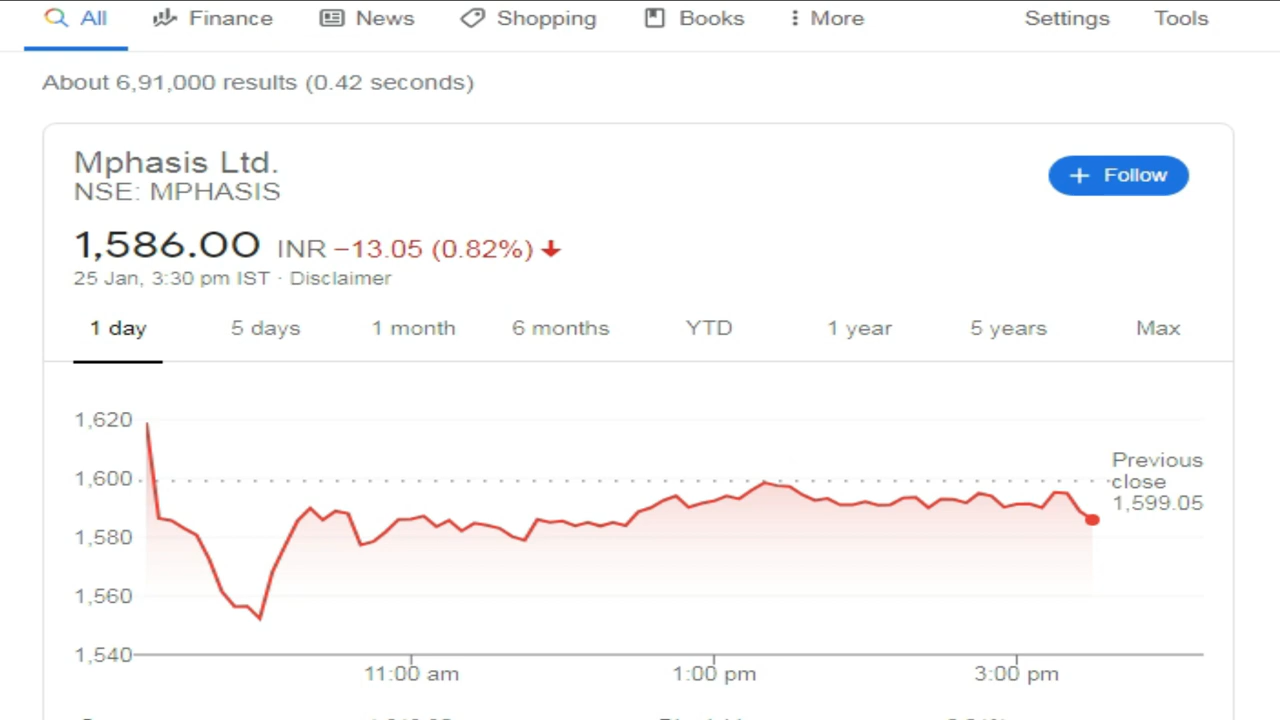 All Finance News Shopping Books More Settings Tools
About 6,91,000 results (0.42 seconds)
Mphasis Ltd.
NSE: MPHASIS
+ Follow
1,586.00 INR −13.05 (0.82%)
25 Jan, 3:30 pm IST · Disclaimer
1 day 5 days 1 month 6 months YTD 1 year 5 years Max
1,620
1,600
1,580
1,560
1,540
Previous
close
1,599.05
11:00 am 1:00 pm 3:00 pm